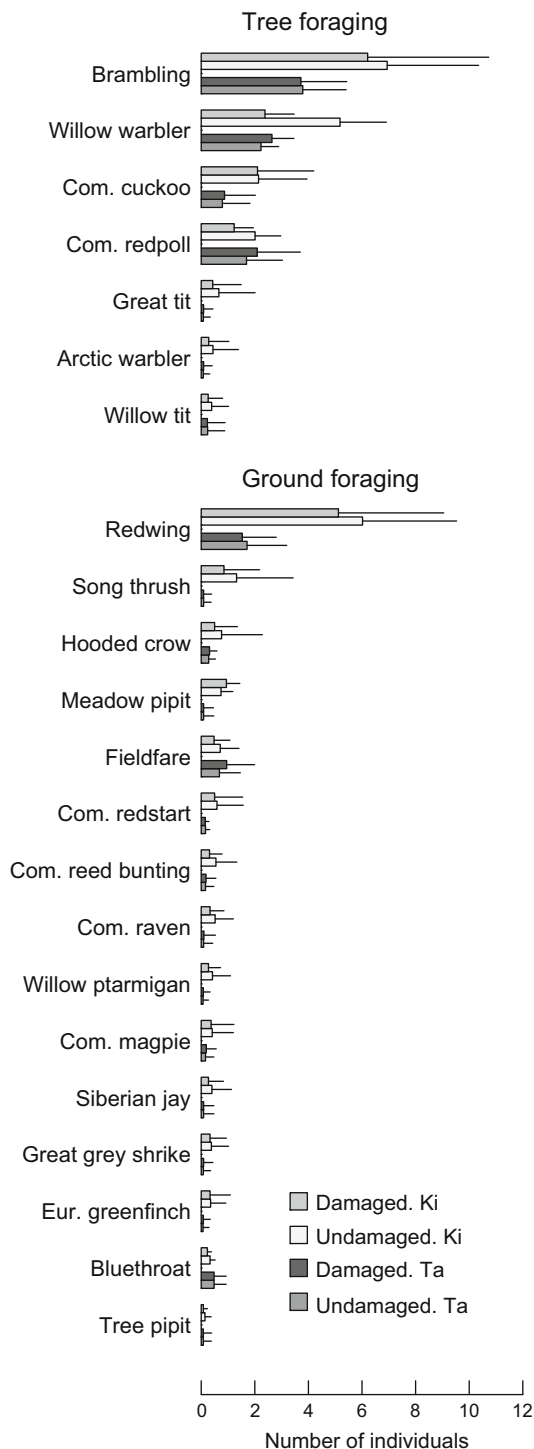 Tree foraging
Brambling
Willow warbler
Com. cuckoo
Com. redpoll
Great tit
Arctic warbler
Willow tit
Ground foraging
Redwing
Song thrush
Hooded crow
Meadow pipit
Fieldfare
Com. redstart
Com. reed bunting
Com. raven
Willow ptarmigan
Com. magpie
Siberian jay
Great grey shrike
Eur. greenfinch
Bluethroat
Tree pipit
Damaged. Ki
Undamaged. Ki
Damaged. Ta
Undamaged. Ta
0 2 4 6 8 10 12
Number of individuals